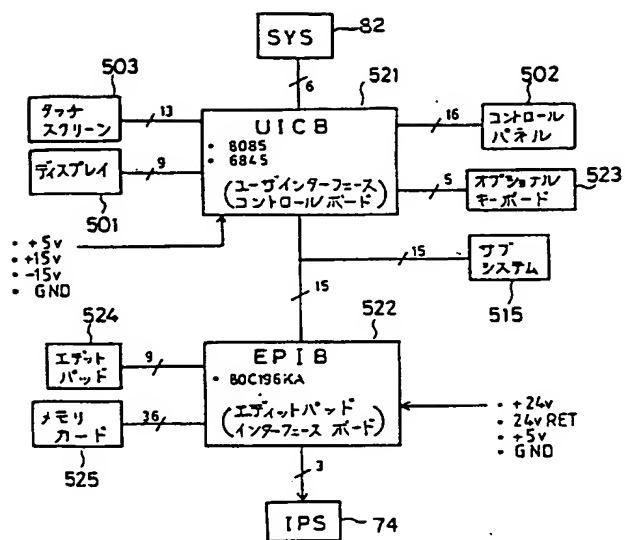 SYS
82
6
503
521
502
タッチ
スクリーン
13
UICB
• 8085
• 6845
16
コントロール
パネル
ディスプレイ
9
501
(ユーザインターフェース
コントロールボード)
5
オプショナル
キーボード
523
• +5v
• +15v
• -15v
• GND
15
サブ
システム
515
15
524
522
エディット
パッド
9
EPIB
• 80C196KA
(エディットパッド
インターフェース ボード)
メモリ
カード
36
525
• +24v
• 24v RET
• +5v
• GND
3
IPS
74